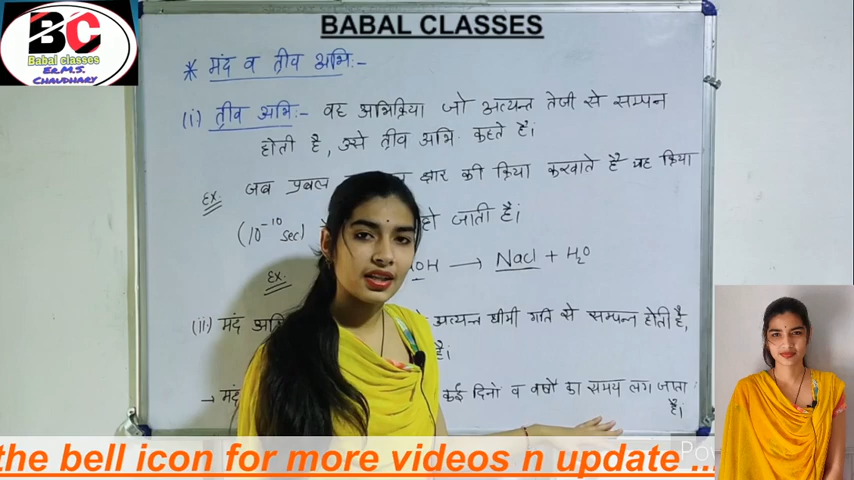 BABAL CLASSES
BC
Babal classes
Er.M.S.
CHAUDHARY
* मंद व तीव अभि:-
(i) तीव अभि:- वह अभिक्रिया जो अत्यन्त तेजी से सम्पन
होती है, उसे तीव अभि. कहते है।
Ex. जब प्रबल क्षार की क्रिया करवाते है यह क्रिया
(10⁻¹⁰ sec) हो जाती है।
Ex. OH ⟶ Nacl + H₂O
(ii) मंद अभि अत्यन्त धीमी गति से सम्पन्न होती है,
है।
→ मंद कई दिनो व वर्षो का समय लग जाता
है।
the bell icon for more videos n update ...